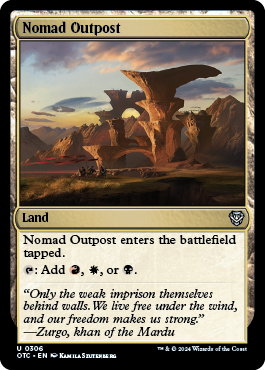 Nomad Outpost
Land
Nomad Outpost enters the battlefield
tapped.
: Add , , or .
“Only the weak imprison themselves
behind walls. We live free under the wind,
and our freedom makes us strong.”
—Zurgo, khan of the Mardu
U 0306
OTC • EN Kamila Szutenberg
™ & © 2024 Wizards of the Coast